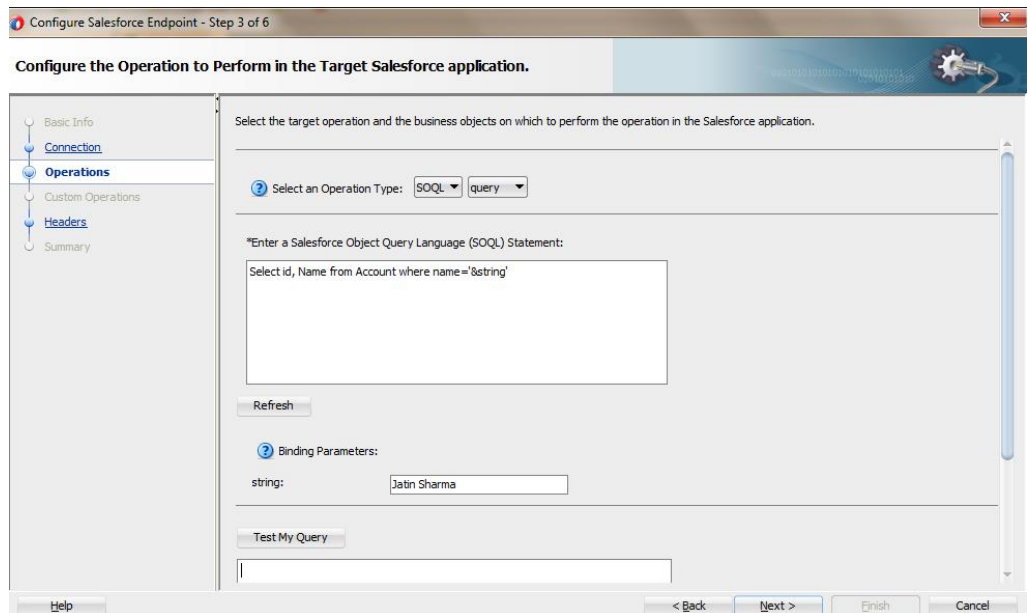 Configure Salesforce Endpoint - Step 3 of 6
Configure the Operation to Perform in the Target Salesforce application.
Basic Info
Connection
Operations
Custom Operations
Headers
Summary
Select the target operation and the business objects on which to perform the operation in the Salesforce application.
Select an Operation Type: SOQL query
*Enter a Salesforce Object Query Language (SOQL) Statement:
Select id, Name from Account where name='&string'
Refresh
Binding Parameters:
string: Jatin Sharma
Test My Query
Help < Back Next > Finish Cancel